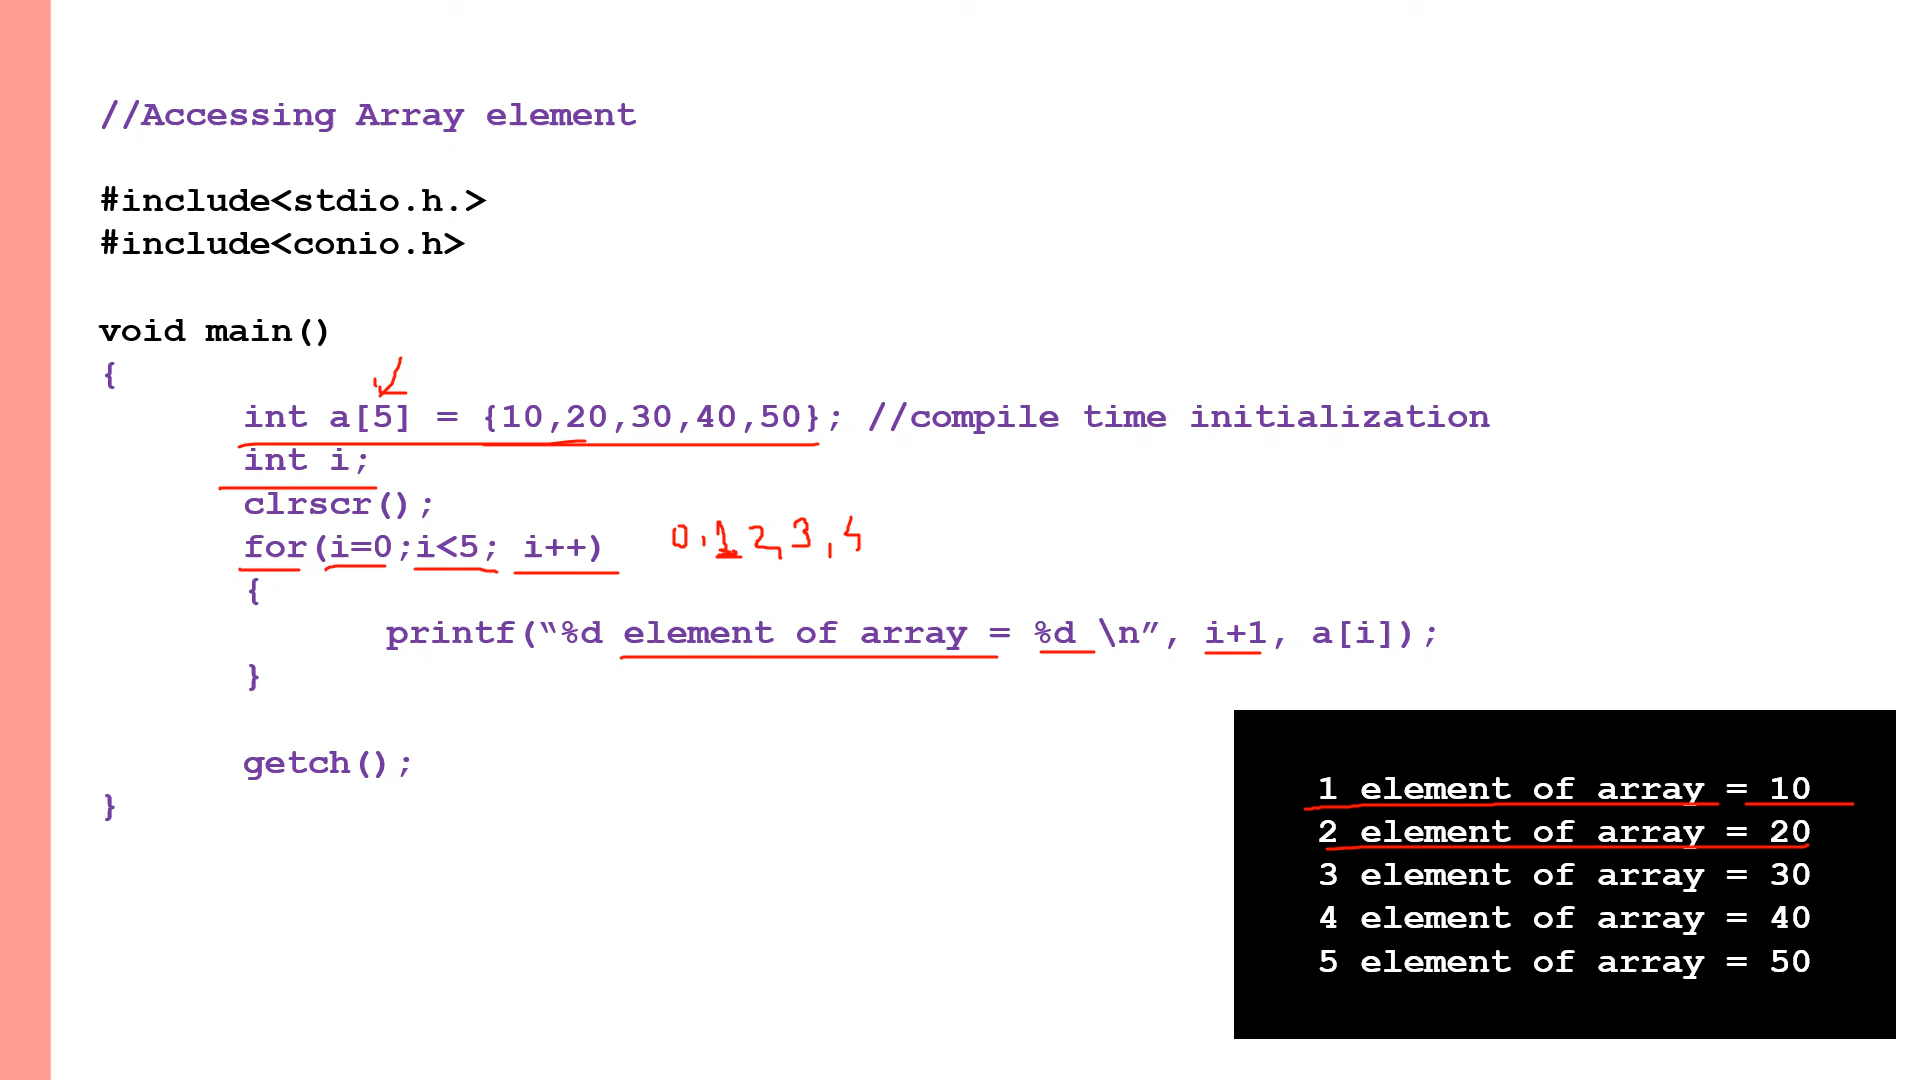 //Accessing Array element
#include<stdio.h.>
#include<conio.h>
void main()
{
int a[5] = {10,20,30,40,50}; //compile time initialization
int i;
clrscr();
for(i=0;i<5; i++) 0,1 2,3,4
{
printf(“%d element of array = %d \n”, i+1, a[i]);
}
getch();
}
1 element of array = 10
2 element of array = 20
3 element of array = 30
4 element of array = 40
5 element of array = 50